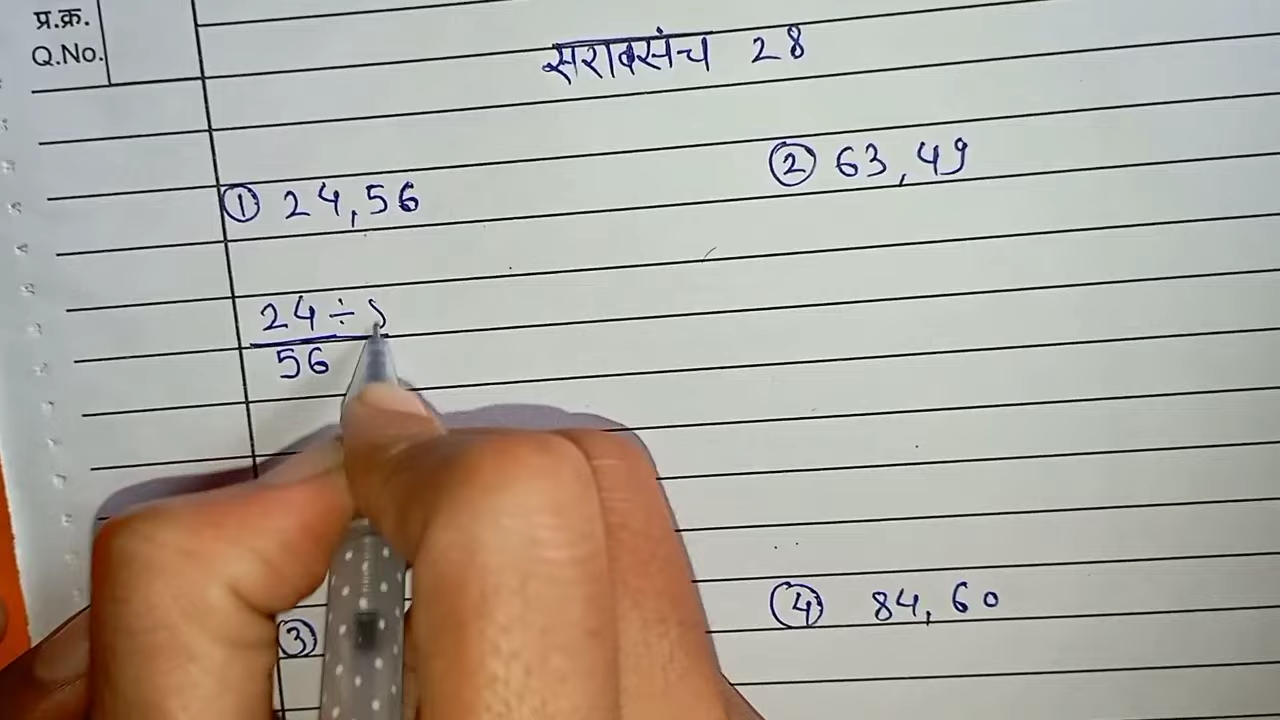 प्र.क्र.
Q.No.
सरावसंच 28
① 24,56
② 63,49
24÷
56
③
④ 84,60